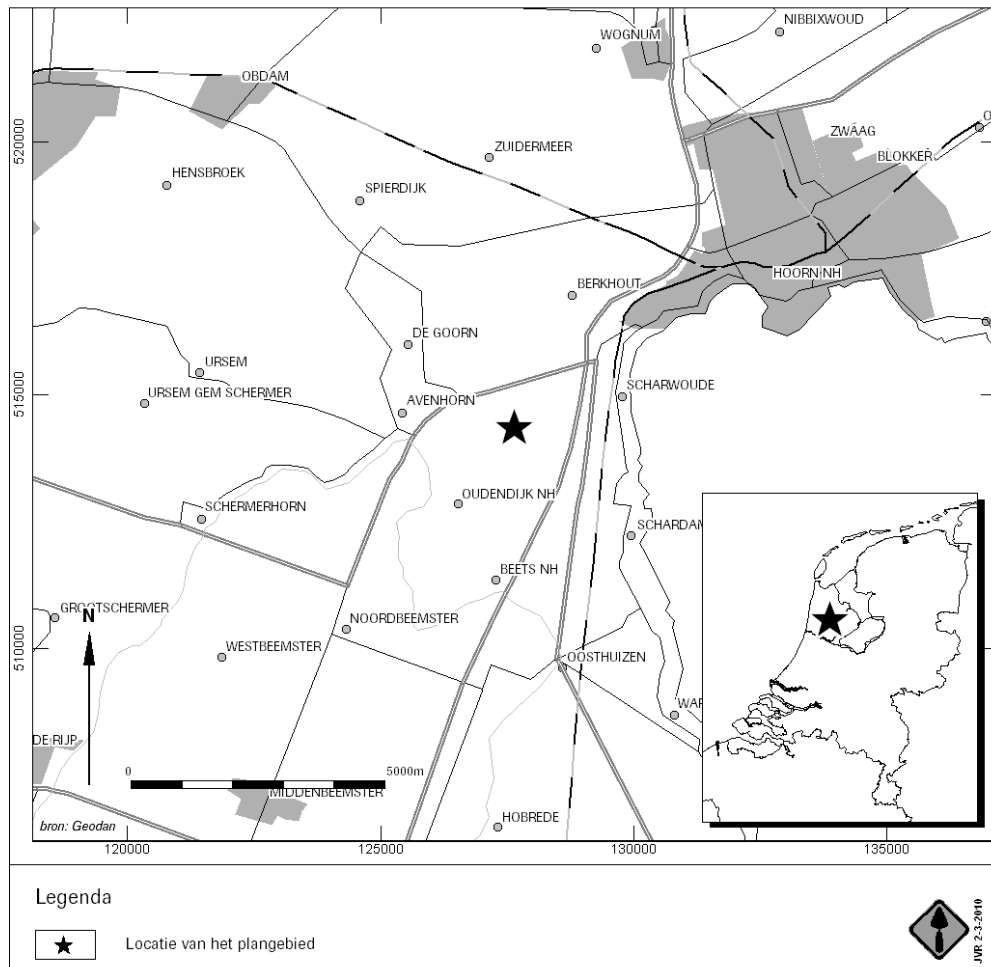 NIBBIXWOUD
WOGNUM
OBDAM
ZWAAG
O
ZUIDERMEER
BLOKKER
HENSBROEK
SPIERDIJK
HOORN NH
BERKHOUT
DE GOORN
URSEM
URSEM GEM SCHERMER
AVENHORN
SCHARWOUDE
OUDENDIJK NH
SCHERMERHORN
SCHARDAM
BEETS NH
GROOTSCHERMER
NOORDBEEMSTER
WESTBEEMSTER
OOSTHUIZEN
WAR
DE RIJP
MIDDENBEEMSTER
HOBREDE
N
0 5000m
bron: Geodan
520000
515000
510000
120000 125000 130000 135000
Legenda
Locatie van het plangebied
JVR 2-3-2010